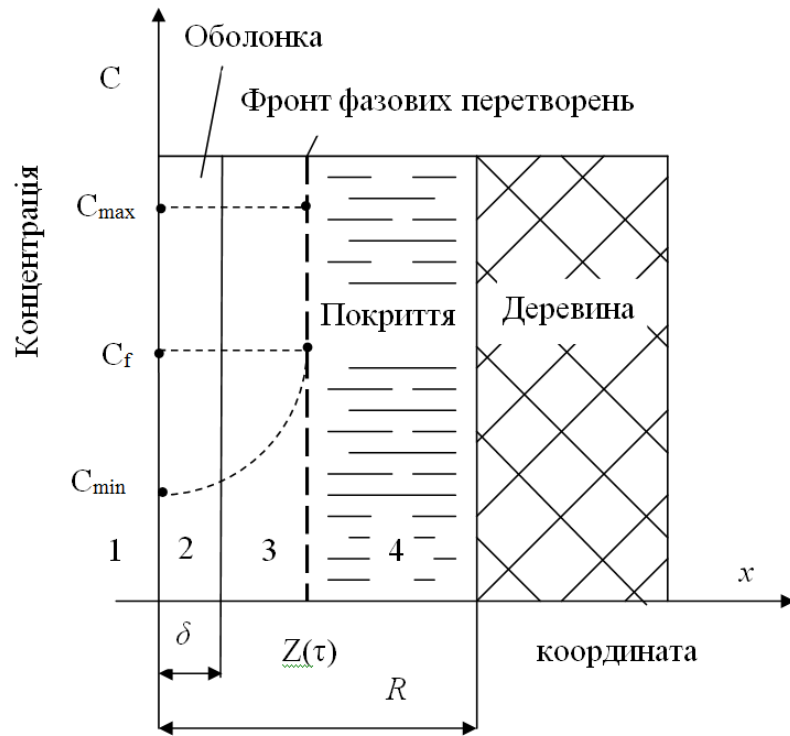 Оболонка
C
Фронт фазових перетворень
Концентрація
Cmax
Покриття
Деревина
Cf
Cmin
1
2
3
4
x
δ
Z(τ)
координата
R